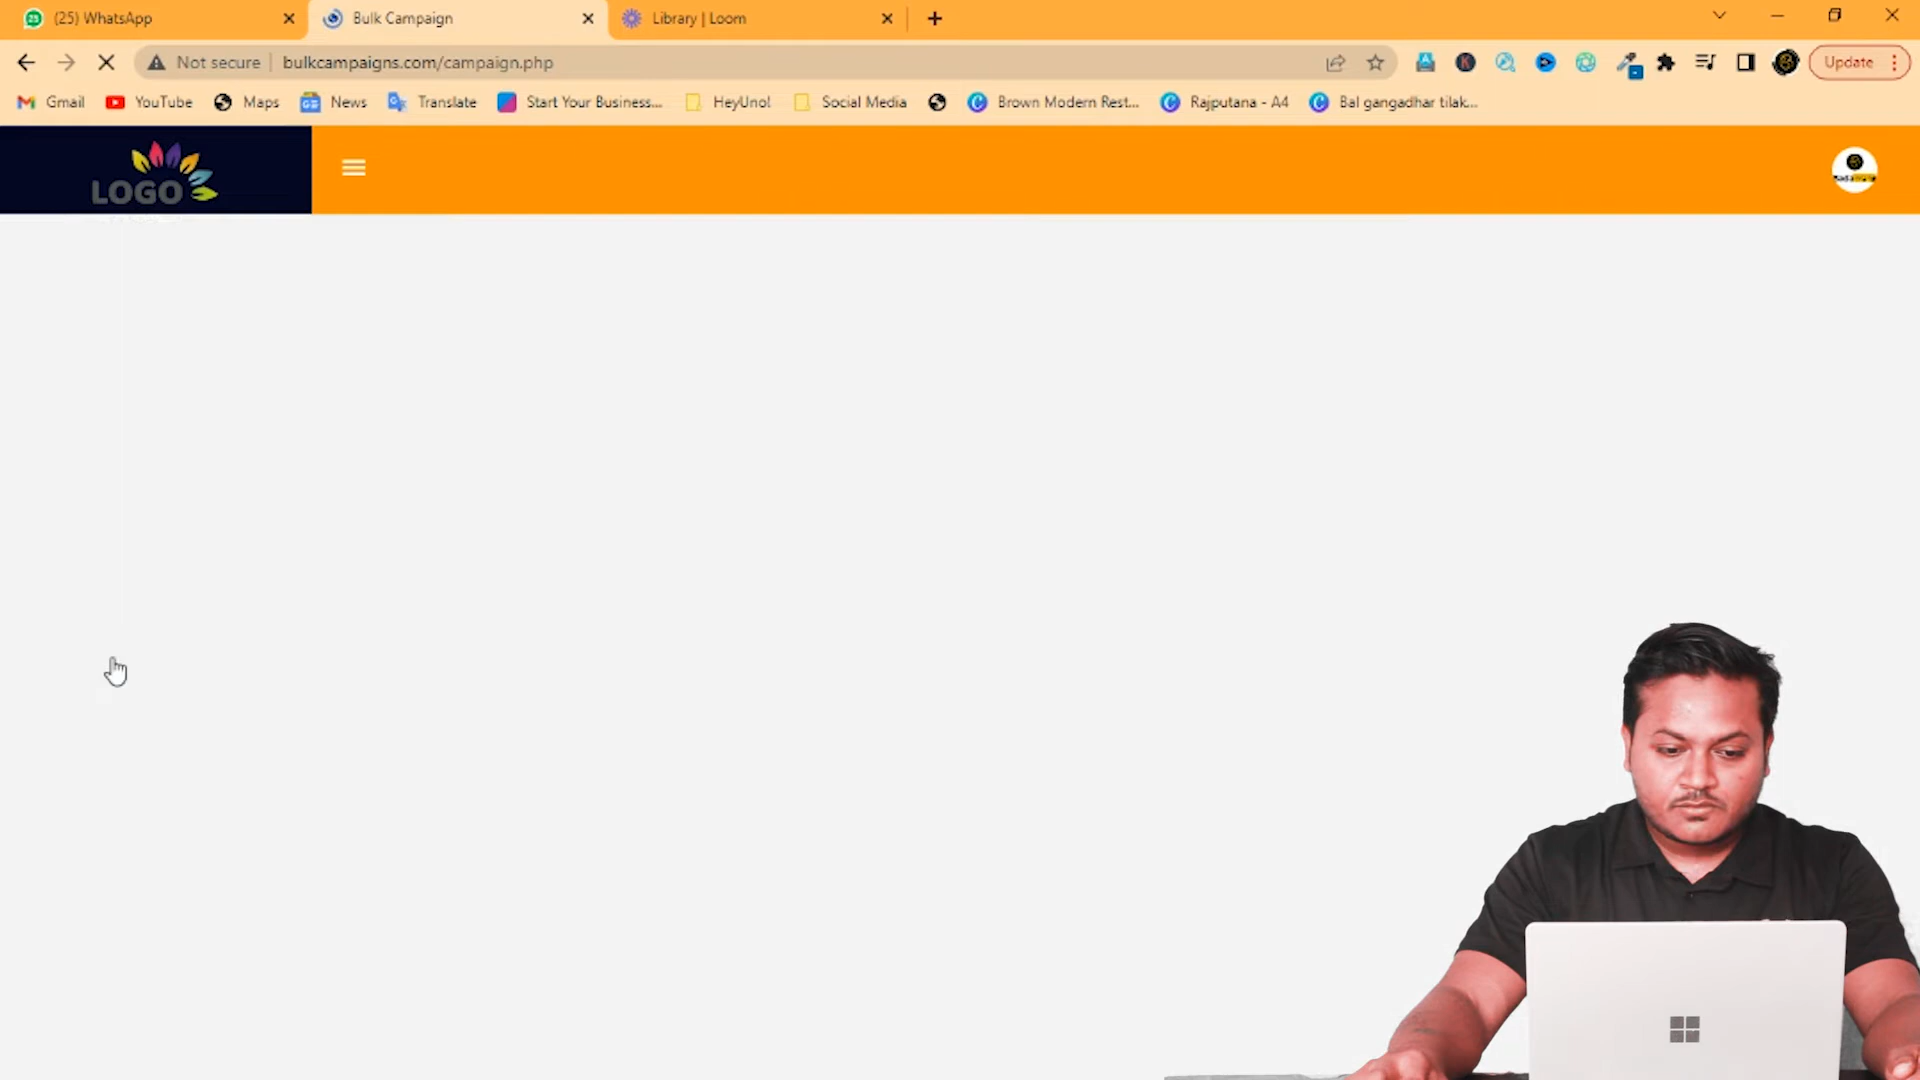 (25) WhatsApp
Bulk Campaign
Library | Loom
Not secure
bulkcampaigns.com/campaign.php
Update
Gmail
YouTube
Maps
News
Translate
Start Your Business...
HeyUno!
Social Media
Brown Modern Rest...
Rajputana - A4
Bal gangadhar tilak...
LOGO